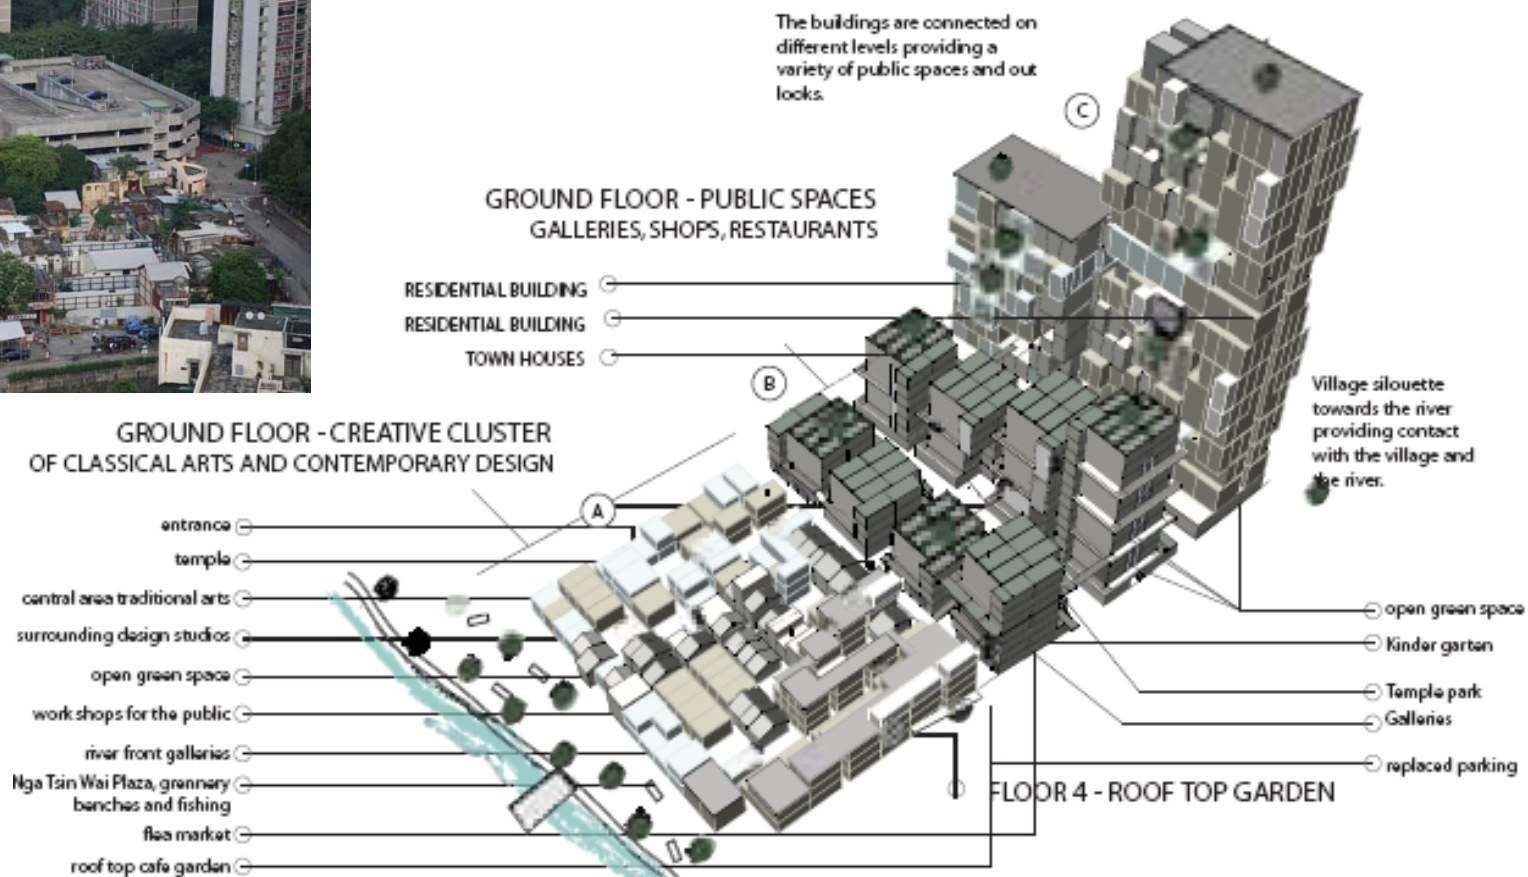 The buildings are connected on
different levels providing a
variety of public spaces and out
looks.
C
GROUND FLOOR - PUBLIC SPACES
GALLERIES, SHOPS, RESTAURANTS
RESIDENTIAL BUILDING
RESIDENTIAL BUILDING
TOWN HOUSES
B
Village silouette
towards the river
providing contact
with the village and
the river.
GROUND FLOOR - CREATIVE CLUSTER
OF CLASSICAL ARTS AND CONTEMPORARY DESIGN
A
entrance
temple
central area traditional arts
surrounding design studios
open green space
work shops for the public
river front galleries
Nga Tsin Wai Plaza, grennery
benches and fishing
flea market
roof top cafe garden
open green space
Kinder garten
Temple park
Galleries
replaced parking
FLOOR 4 - ROOF TOP GARDEN